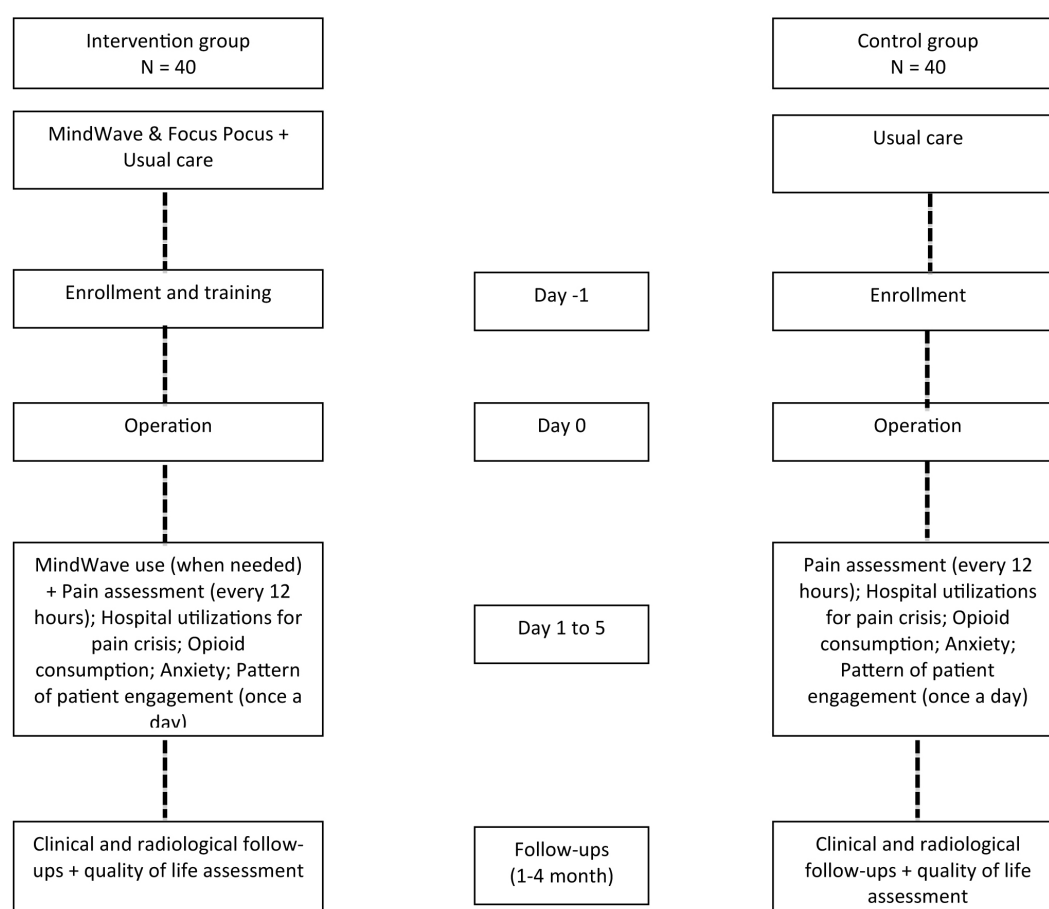 Intervention group
N = 40
Control group
N = 40
MindWave & Focus Pocus +
Usual care
Usual care
Enrollment and training
Day -1
Enrollment
Operation
Day 0
Operation
MindWave use (when needed)
+ Pain assessment (every 12
hours); Hospital utilizations for
pain crisis; Opioid
consumption; Anxiety; Pattern
of patient engagement (once a
day)
Day 1 to 5
Pain assessment (every 12
hours); Hospital utilizations
for pain crisis; Opioid
consumption; Anxiety;
Pattern of patient
engagement (once a day)
Clinical and radiological follow-
ups + quality of life assessment
Follow-ups
(1-4 month)
Clinical and radiological
follow-ups + quality of life
assessment